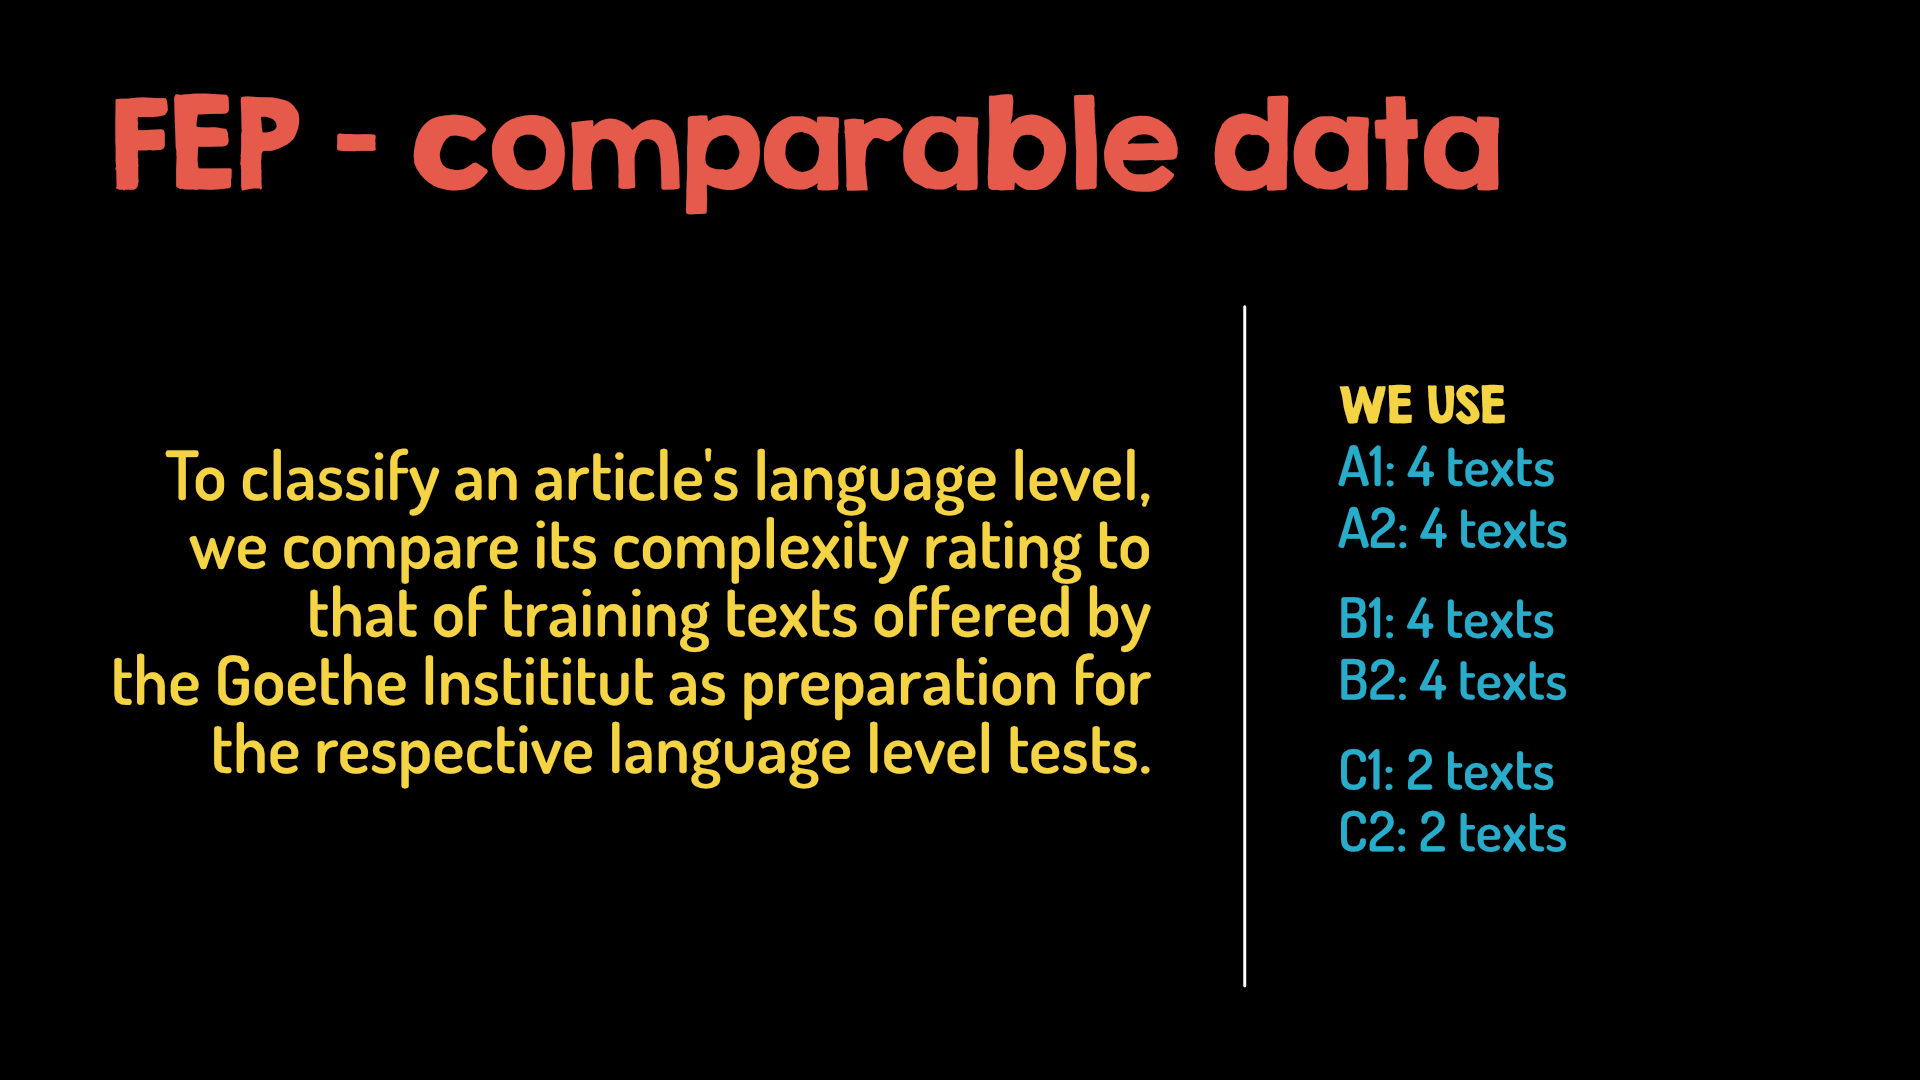 FEP - comparable data
To classify an article's language level,
we compare its complexity rating to
that of training texts offered by
the Goethe Instititut as preparation for
the respective language level tests.
WE USE
A1: 4 texts
A2: 4 texts
B1: 4 texts
B2: 4 texts
C1: 2 texts
C2: 2 texts